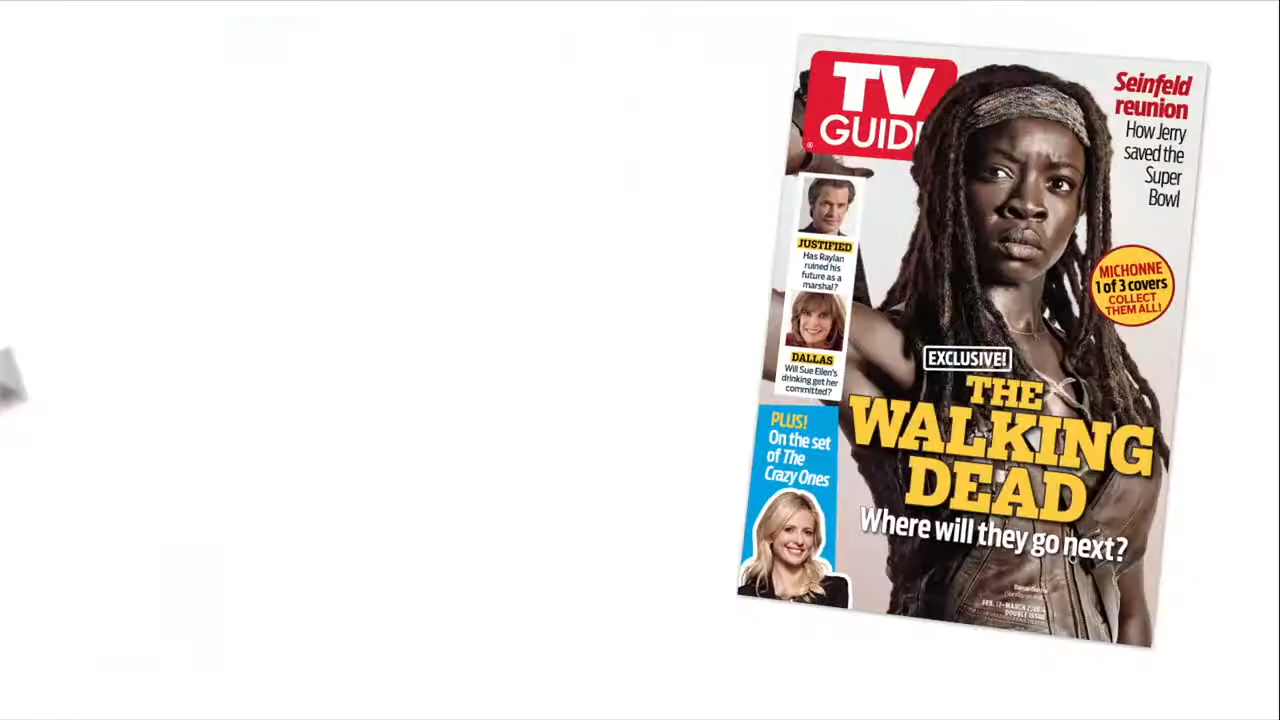 TV
GUIDE
®
Seinfeld
reunion
How Jerry
saved the
Super
Bowl
JUSTIFIED
Has Raylan
ruined his
future as a
marshal?
DALLAS
Will Sue Ellen's
drinking get her
committed?
PLUS!
On the set
of The
Crazy Ones
MICHONNE
1 of 3 covers
COLLECT
THEM ALL!
EXCLUSIVE!
THE
WALKING
DEAD
Where will they go next?
DOUBLE ISSUE